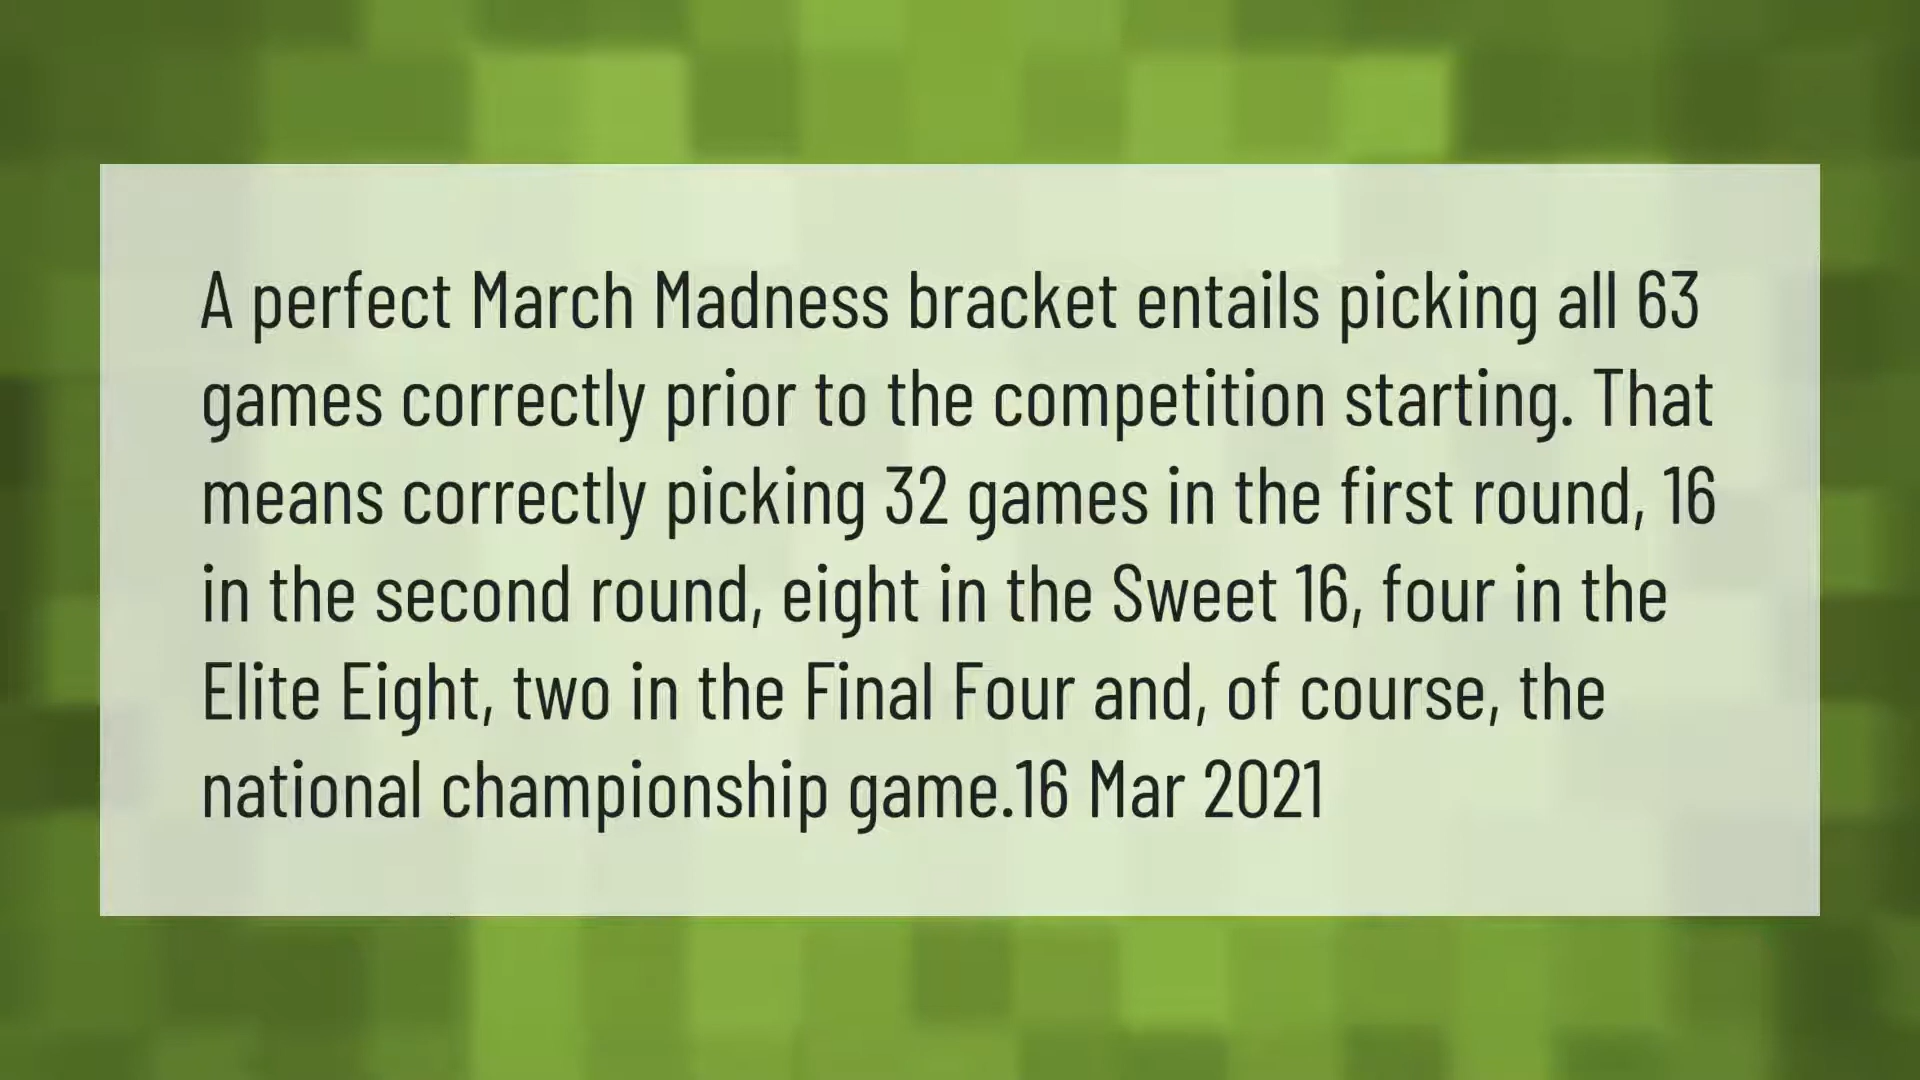 A perfect March Madness bracket entails picking all 63
games correctly prior to the competition starting. That
means correctly picking 32 games in the first round, 16
in the second round, eight in the Sweet 16, four in the
Elite Eight, two in the Final Four and, of course, the
national championship game.16 Mar 2021